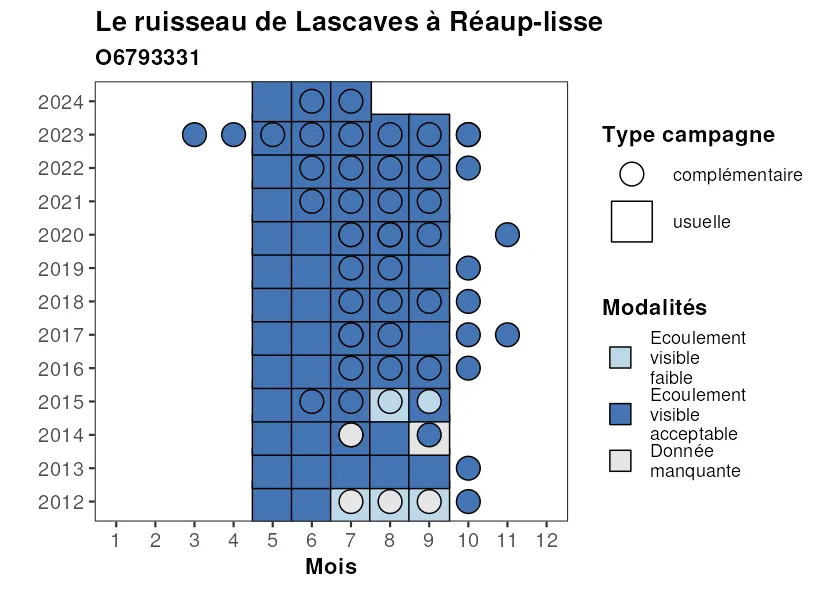 Le ruisseau de Lascaves à Réaup-lisse
O6793331
2024
2023
2022
2021
2020
2019
2018
2017
2016
2015
2014
2013
2012
1 2 3 4 5 6 7 8 9 10 11 12
Mois
Type campagne
complémentaire
usuelle
Modalités
Ecoulement
visible
faible
Ecoulement
visible
acceptable
Donnée
manquante